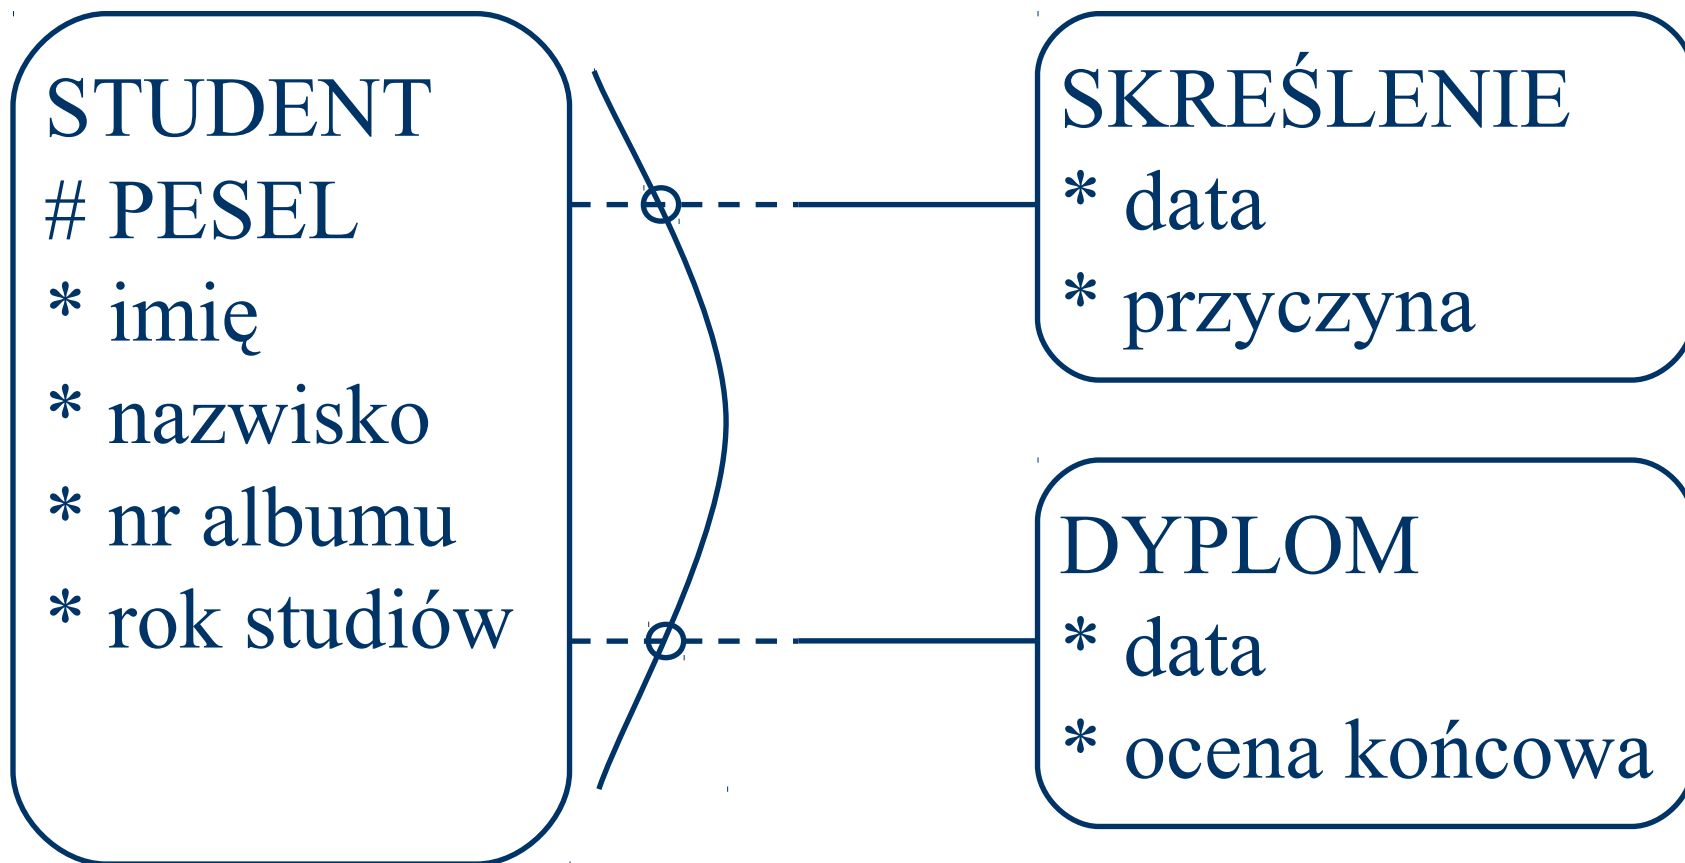 STUDENT
# PESEL
* imię
* nazwisko
* nr albumu
* rok studiów
SKREŚLENIE
* data
* przyczyna
DYPLOM
* data
* ocena końcowa